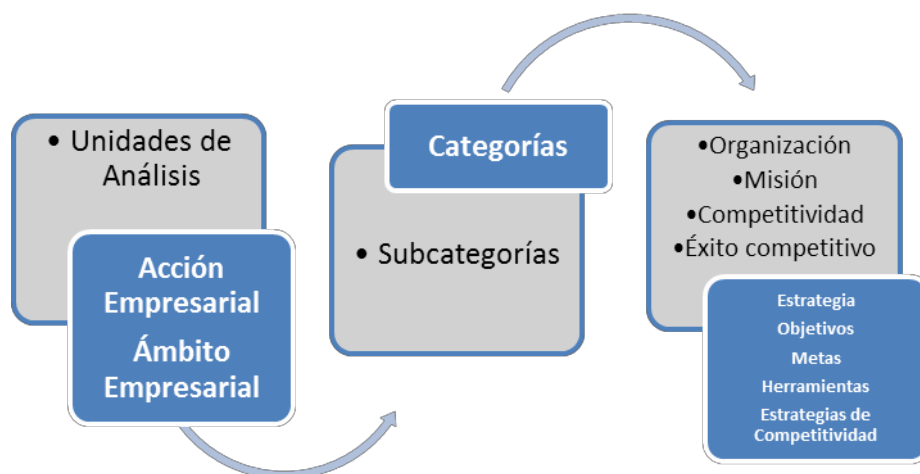 • Unidades de
Análisis
Acción
Empresarial
Ámbito
Empresarial
Categorías
• Subcategorías
•Organización
•Misión
•Competitividad
•Éxito competitivo
Estrategia
Objetivos
Metas
Herramientas
Estrategias de
Competitividad